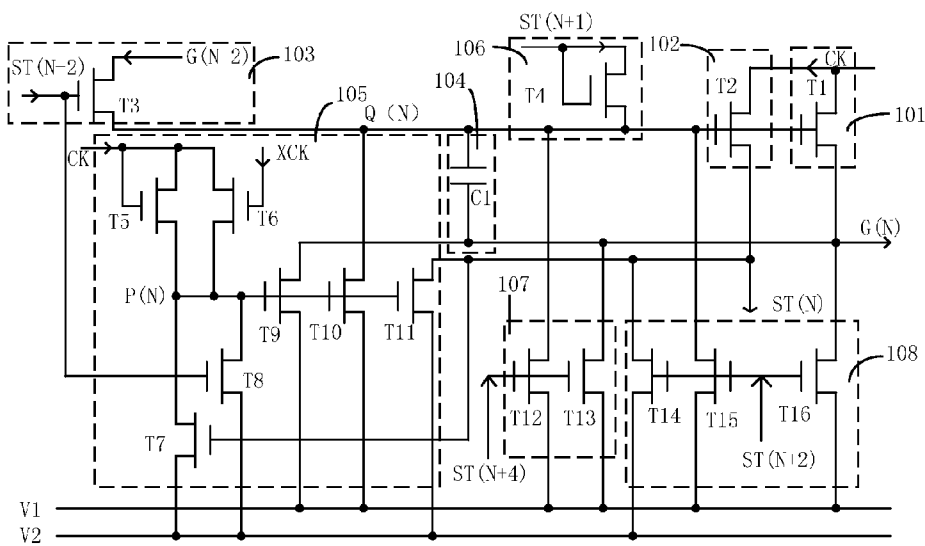 ST(N+1)
106
102
103
ST(N-2)
G(N 2)
104
CK
T3
T4
T2
T1
105
Q (N)
101
CK
XCK
C1
T5
T6
G(N)
107
P(N)
ST(N)
T9
T10
T11
108
T8
T12
T13
T14
T15
T16
T7
ST(N+4)
ST(N+2)
V1
V2